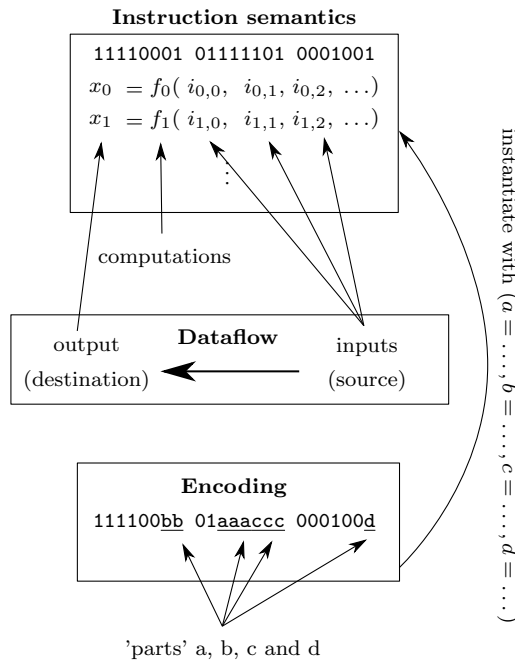 Instruction semantics
11110001 01111101 0001001
x₀ = f₀( i₀,₀, i₀,₁, i₀,₂, …)
x₁ = f₁( i₁,₀, i₁,₁, i₁,₂, …)
⋮
computations
Dataflow
output inputs
(destination) (source)
Encoding
111100bb 01aaaccc 000100d
'parts' a, b, c and d
instantiate with (a = …, b = …, c = …, d = … )